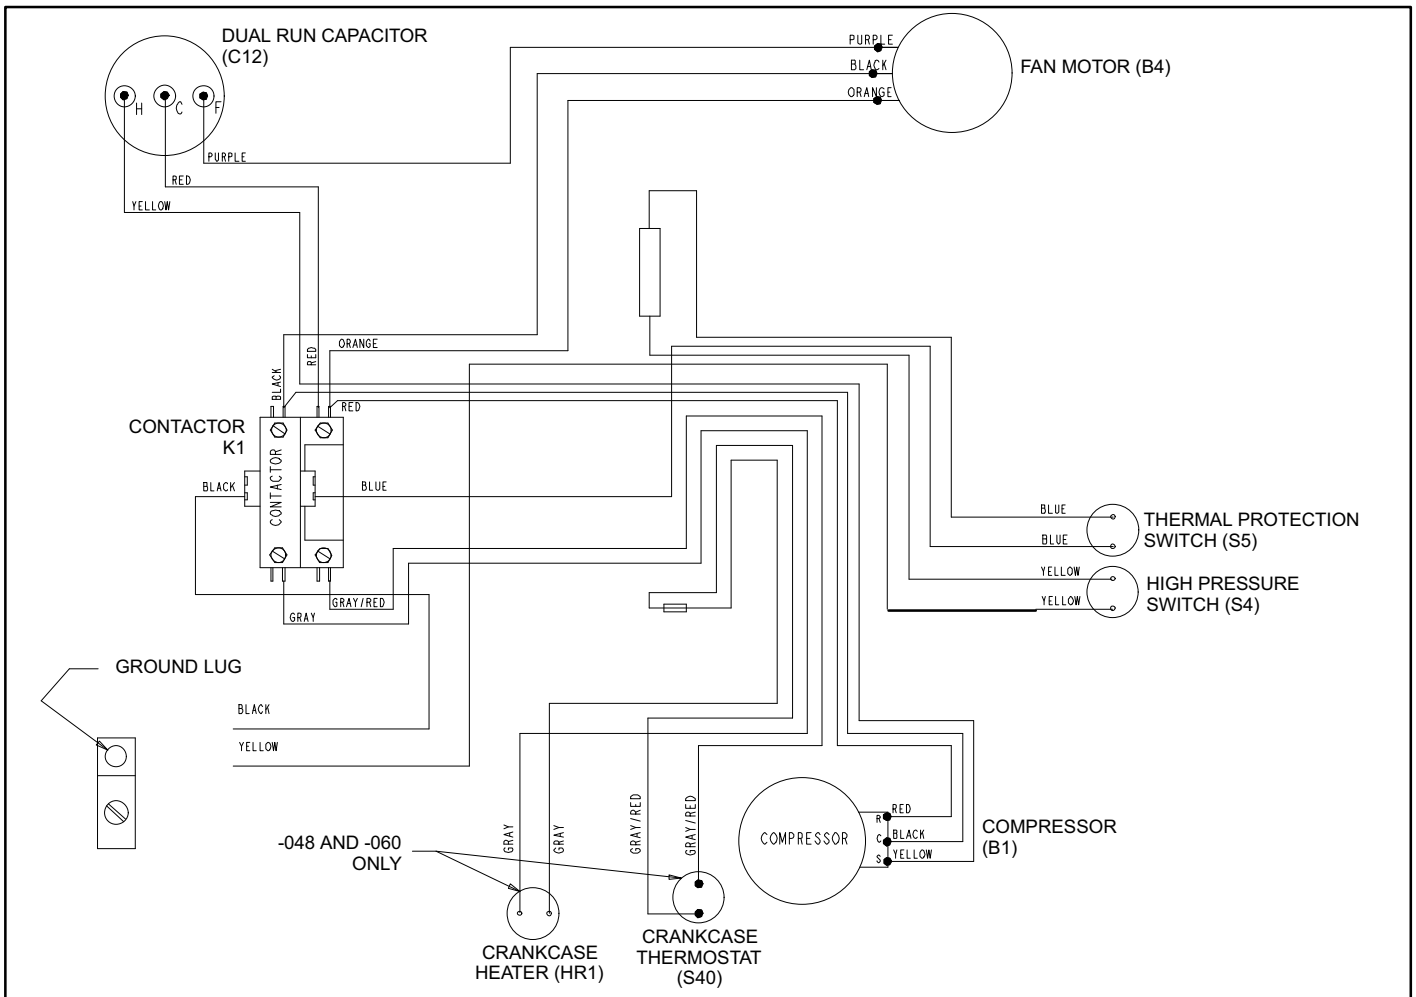 DUAL RUN CAPACITOR
(C12)
H
C
F
PURPLE
RED
YELLOW
PURPLE
BLACK
ORANGE
FAN MOTOR (B4)
BLACK
RED
ORANGE
RED
CONTACTOR
K1
CONTACTOR
BLACK
BLUE
GRAY/RED
GRAY
BLUE
BLUE
THERMAL PROTECTION
SWITCH (S5)
YELLOW
YELLOW
HIGH PRESSURE
SWITCH (S4)
GROUND LUG
BLACK
YELLOW
-048 AND -060
ONLY
GRAY
GRAY
GRAY/RED
GRAY/RED
CRANKCASE
HEATER (HR1)
CRANKCASE
THERMOSTAT
(S40)
COMPRESSOR
R
C
S
RED
BLACK
YELLOW
COMPRESSOR
(B1)